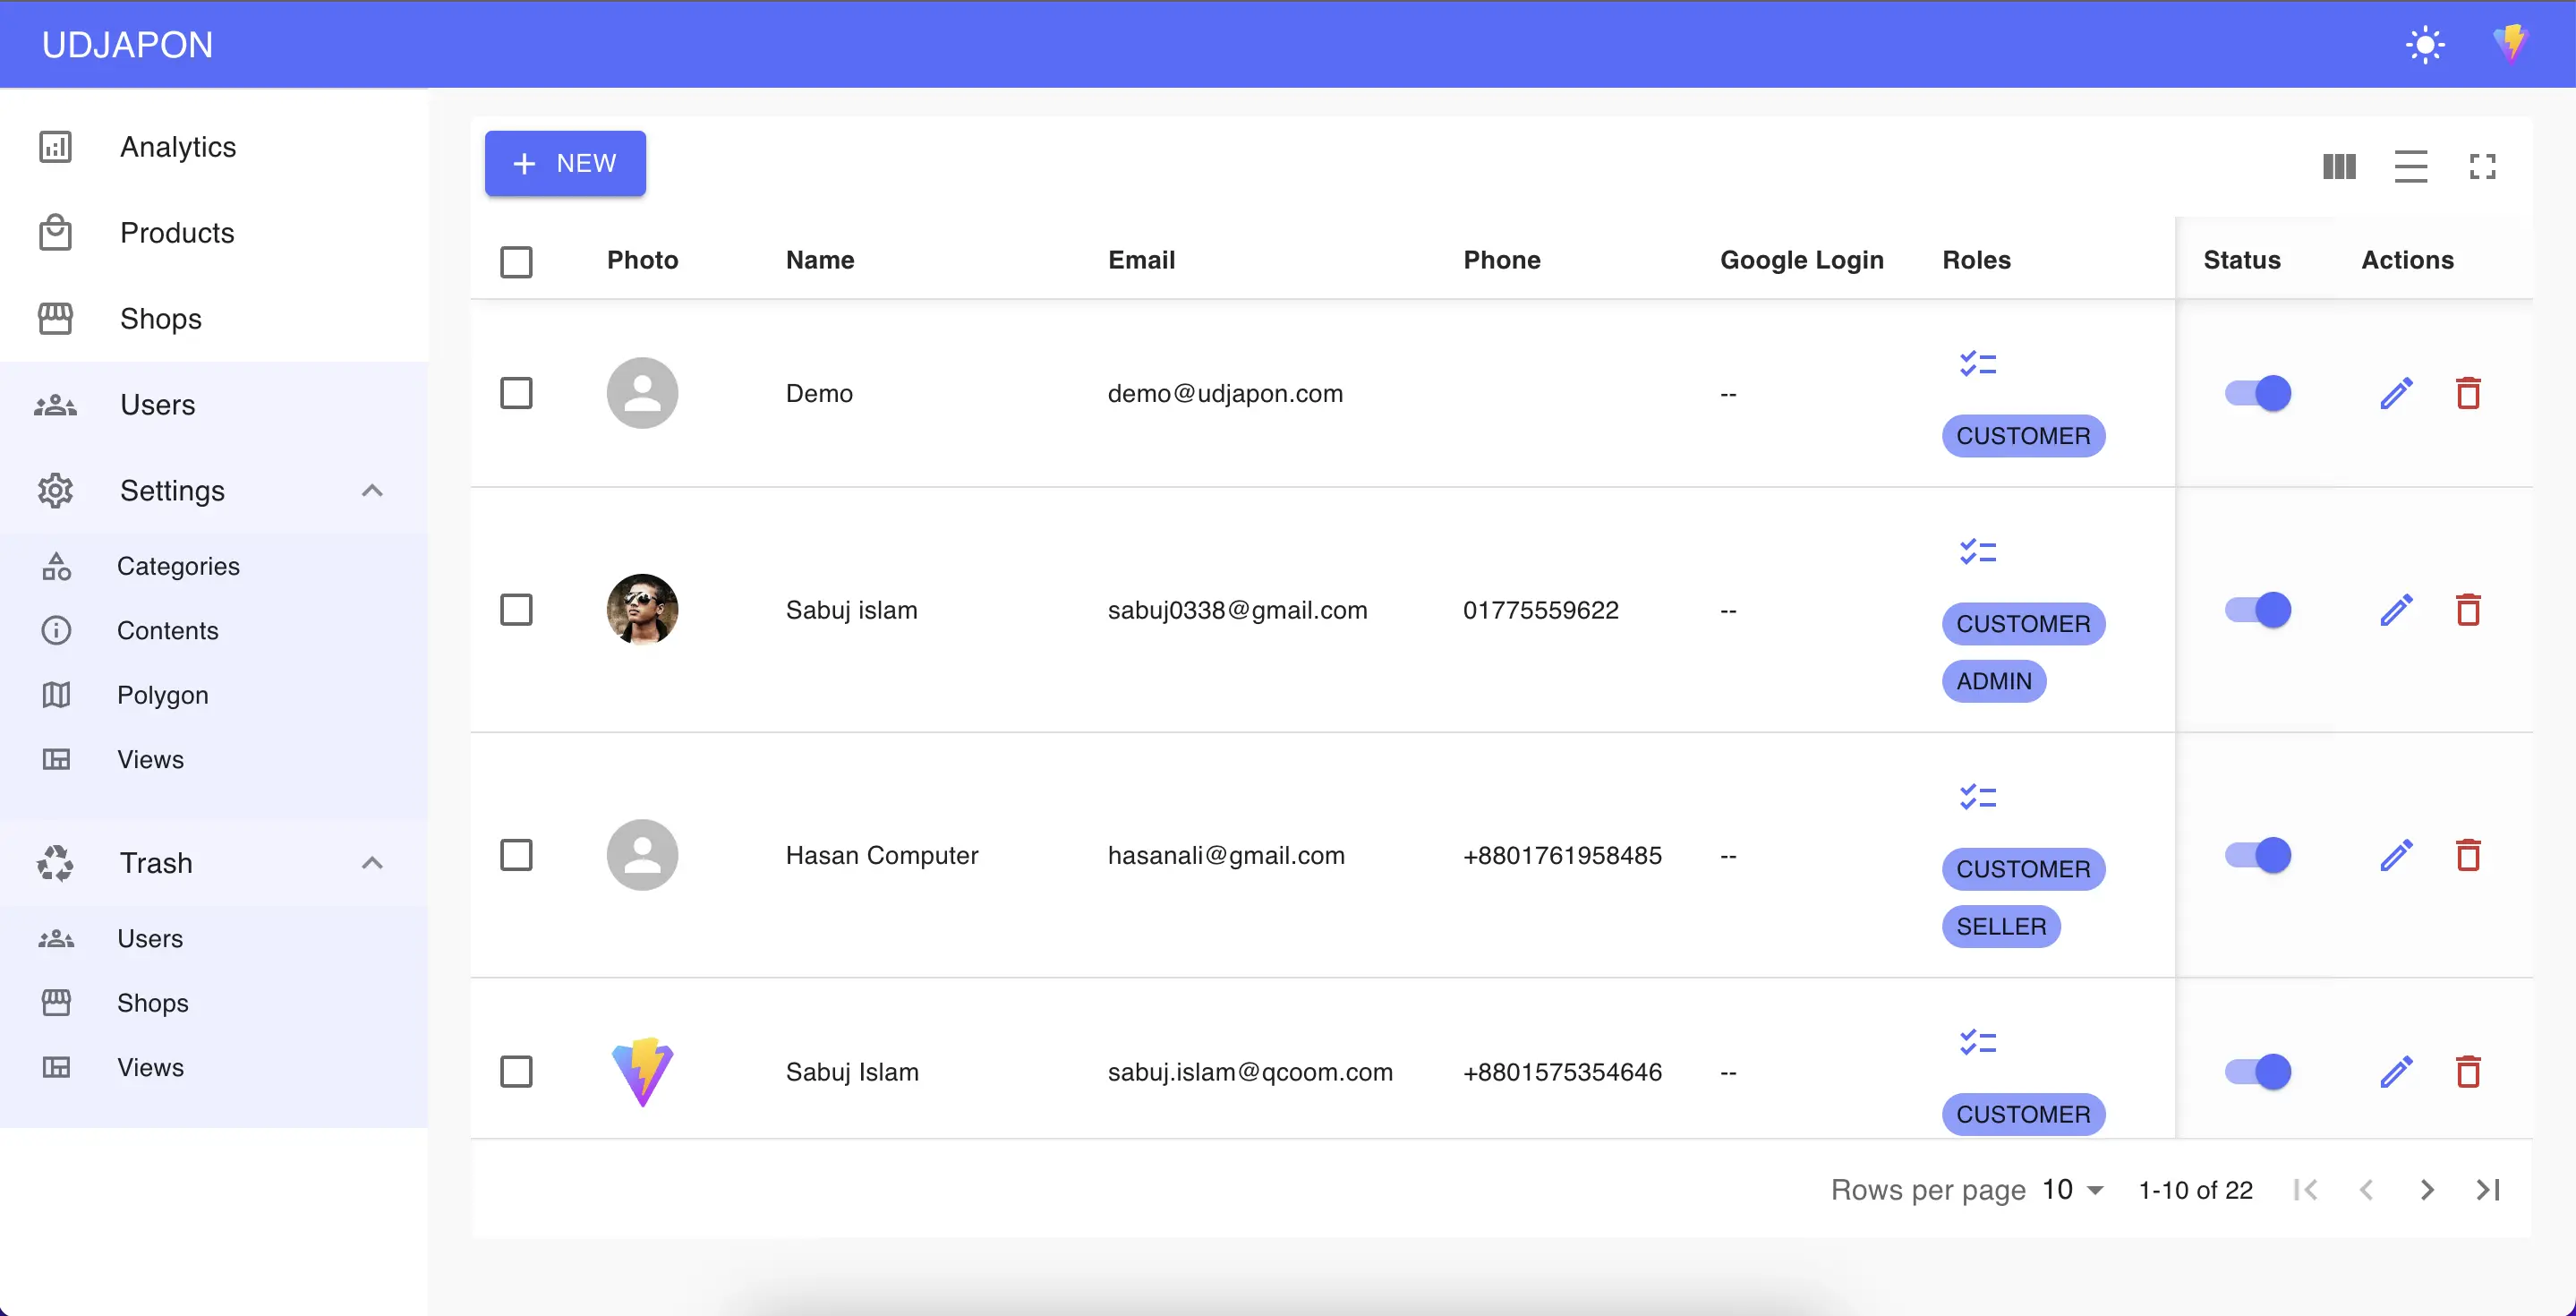 UDJAPON
Analytics
Products
Shops
Users
Settings
Categories
Contents
Polygon
Views
Trash
Users
Shops
Views
+ NEW
Photo Name Email Phone Google Login Roles Status Actions
Demo demo@udjapon.com --
CUSTOMER
Sabuj islam sabuj0338@gmail.com 01775559622 --
CUSTOMER
ADMIN
Hasan Computer hasanali@gmail.com +8801761958485 --
CUSTOMER
SELLER
Sabuj Islam sabuj.islam@qcoom.com +8801575354646 --
CUSTOMER
Rows per page 10 1-10 of 22